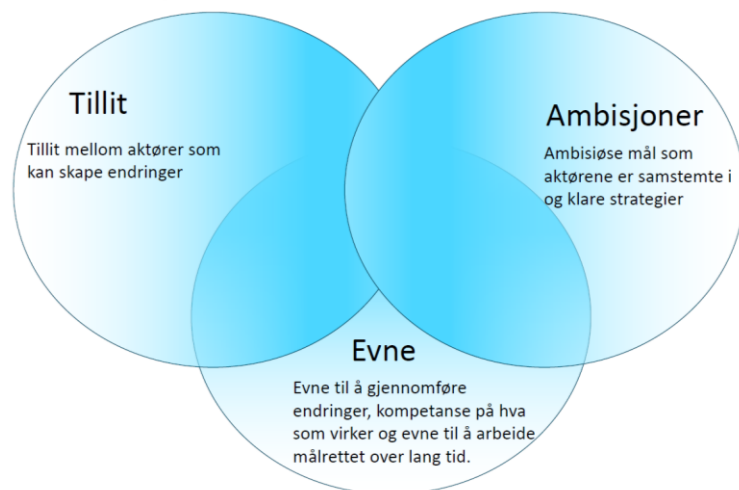 Tillit
Tillit mellom aktører som
kan skape endringer
Ambisjoner
Ambisiøse mål som
aktørene er samstemte i
og klare strategier
Evne
Evne til å gjennomføre
endringer, kompetanse på hva
som virker og evne til å arbeide
målrettet over lang tid.